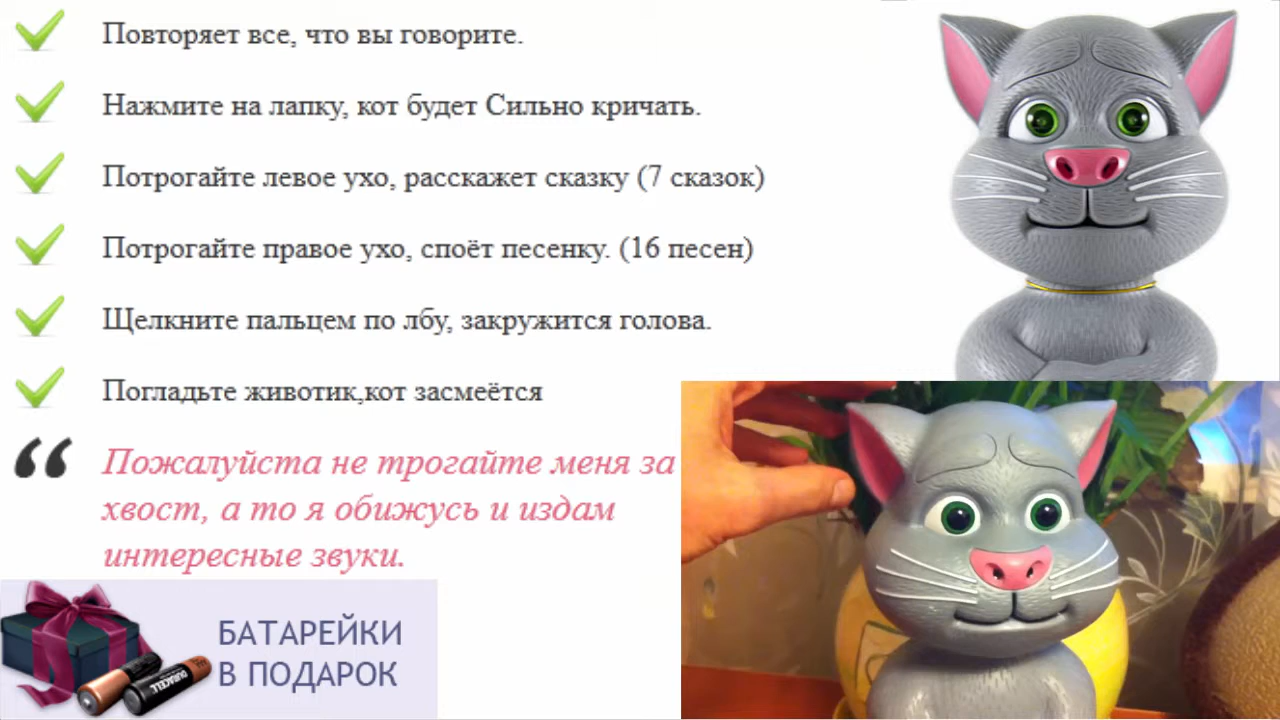 Повторяет все, что вы говорите.
Нажмите на лапку, кот будет Сильно кричать.
Потрогайте левое ухо, расскажет сказку (7 сказок)
Потрогайте правое ухо, споёт песенку. (16 песен)
Щелкните пальцем по лбу, закружится голова.
Погладьте животик,кот засмеётся
“ Пожалуйста не трогайте меня за
хвост, а то я обижусь и издам
интересные звуки.
БАТАРЕЙКИ
В ПОДАРОК
DURACELL